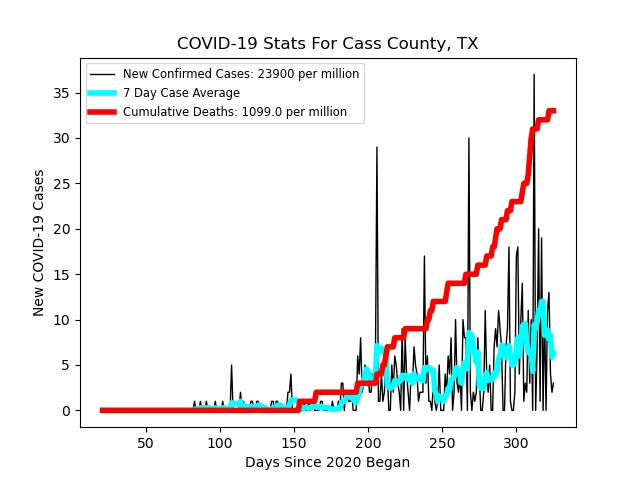 COVID-19 Stats For Cass County, TX
New Confirmed Cases: 23900 per million
7 Day Case Average
Cumulative Deaths: 1099.0 per million
New COVID-19 Cases
35
30
25
20
15
10
5
0
50 100 150 200 250 300
Days Since 2020 Began